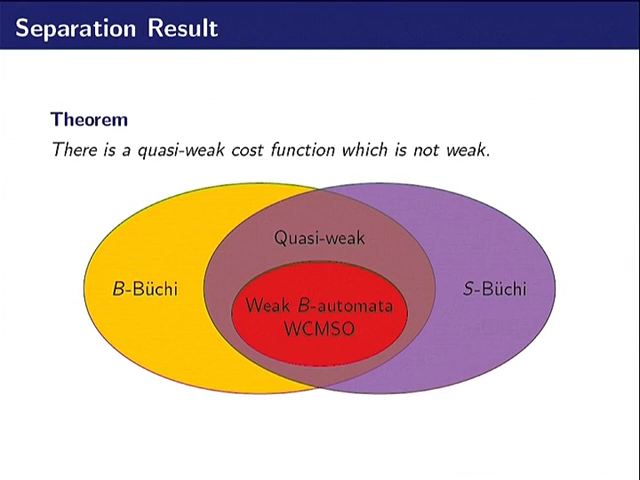 Separation Result
Theorem
There is a quasi-weak cost function which is not weak.
Quasi-weak
B-Büchi
S-Büchi
Weak B-automata
WCMSO